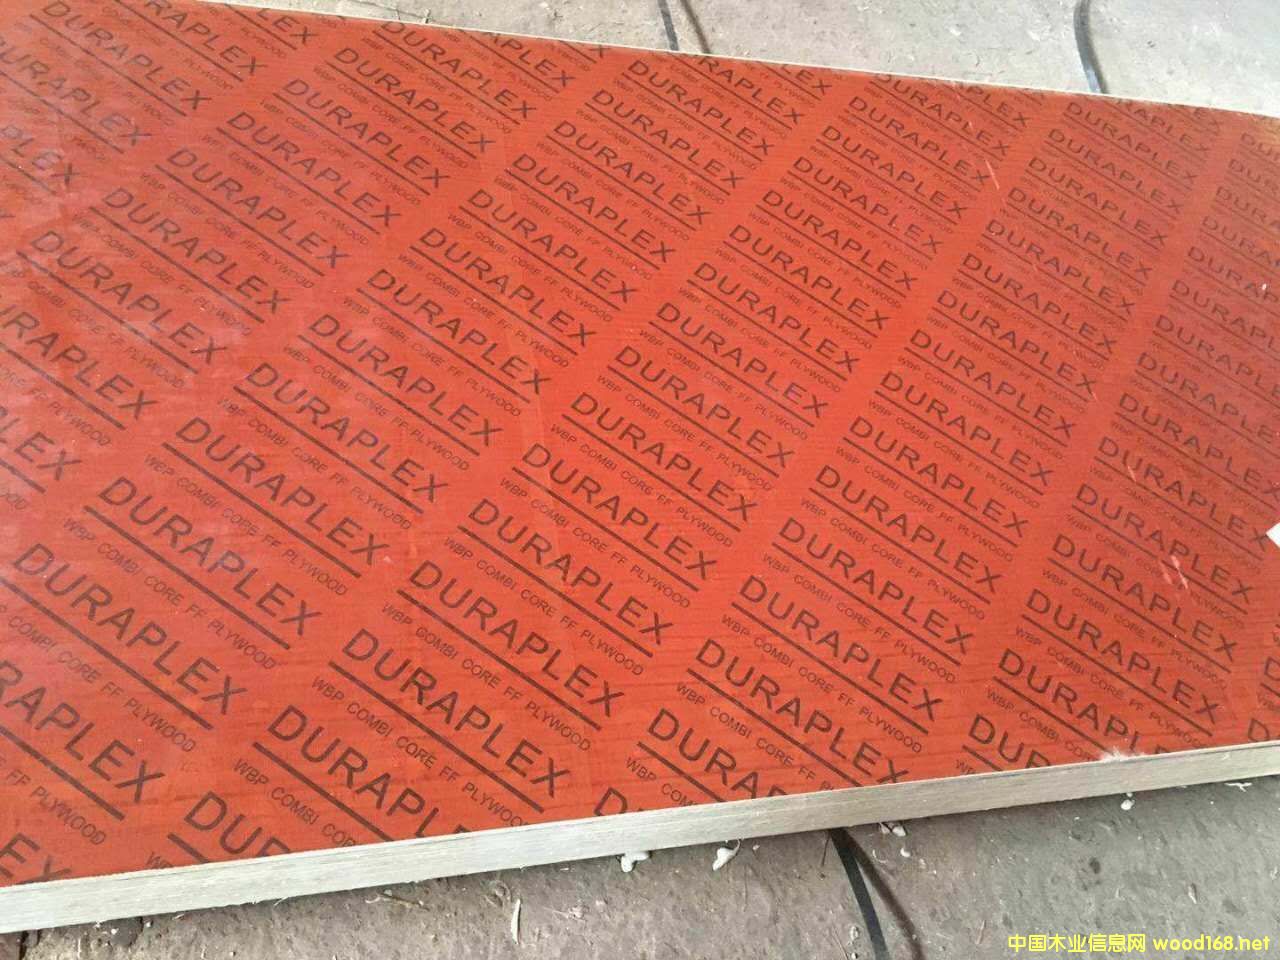 DURAPLEX
WBP COMBI CORE FF PLYWOOD
中国木业信息网 wood168.net